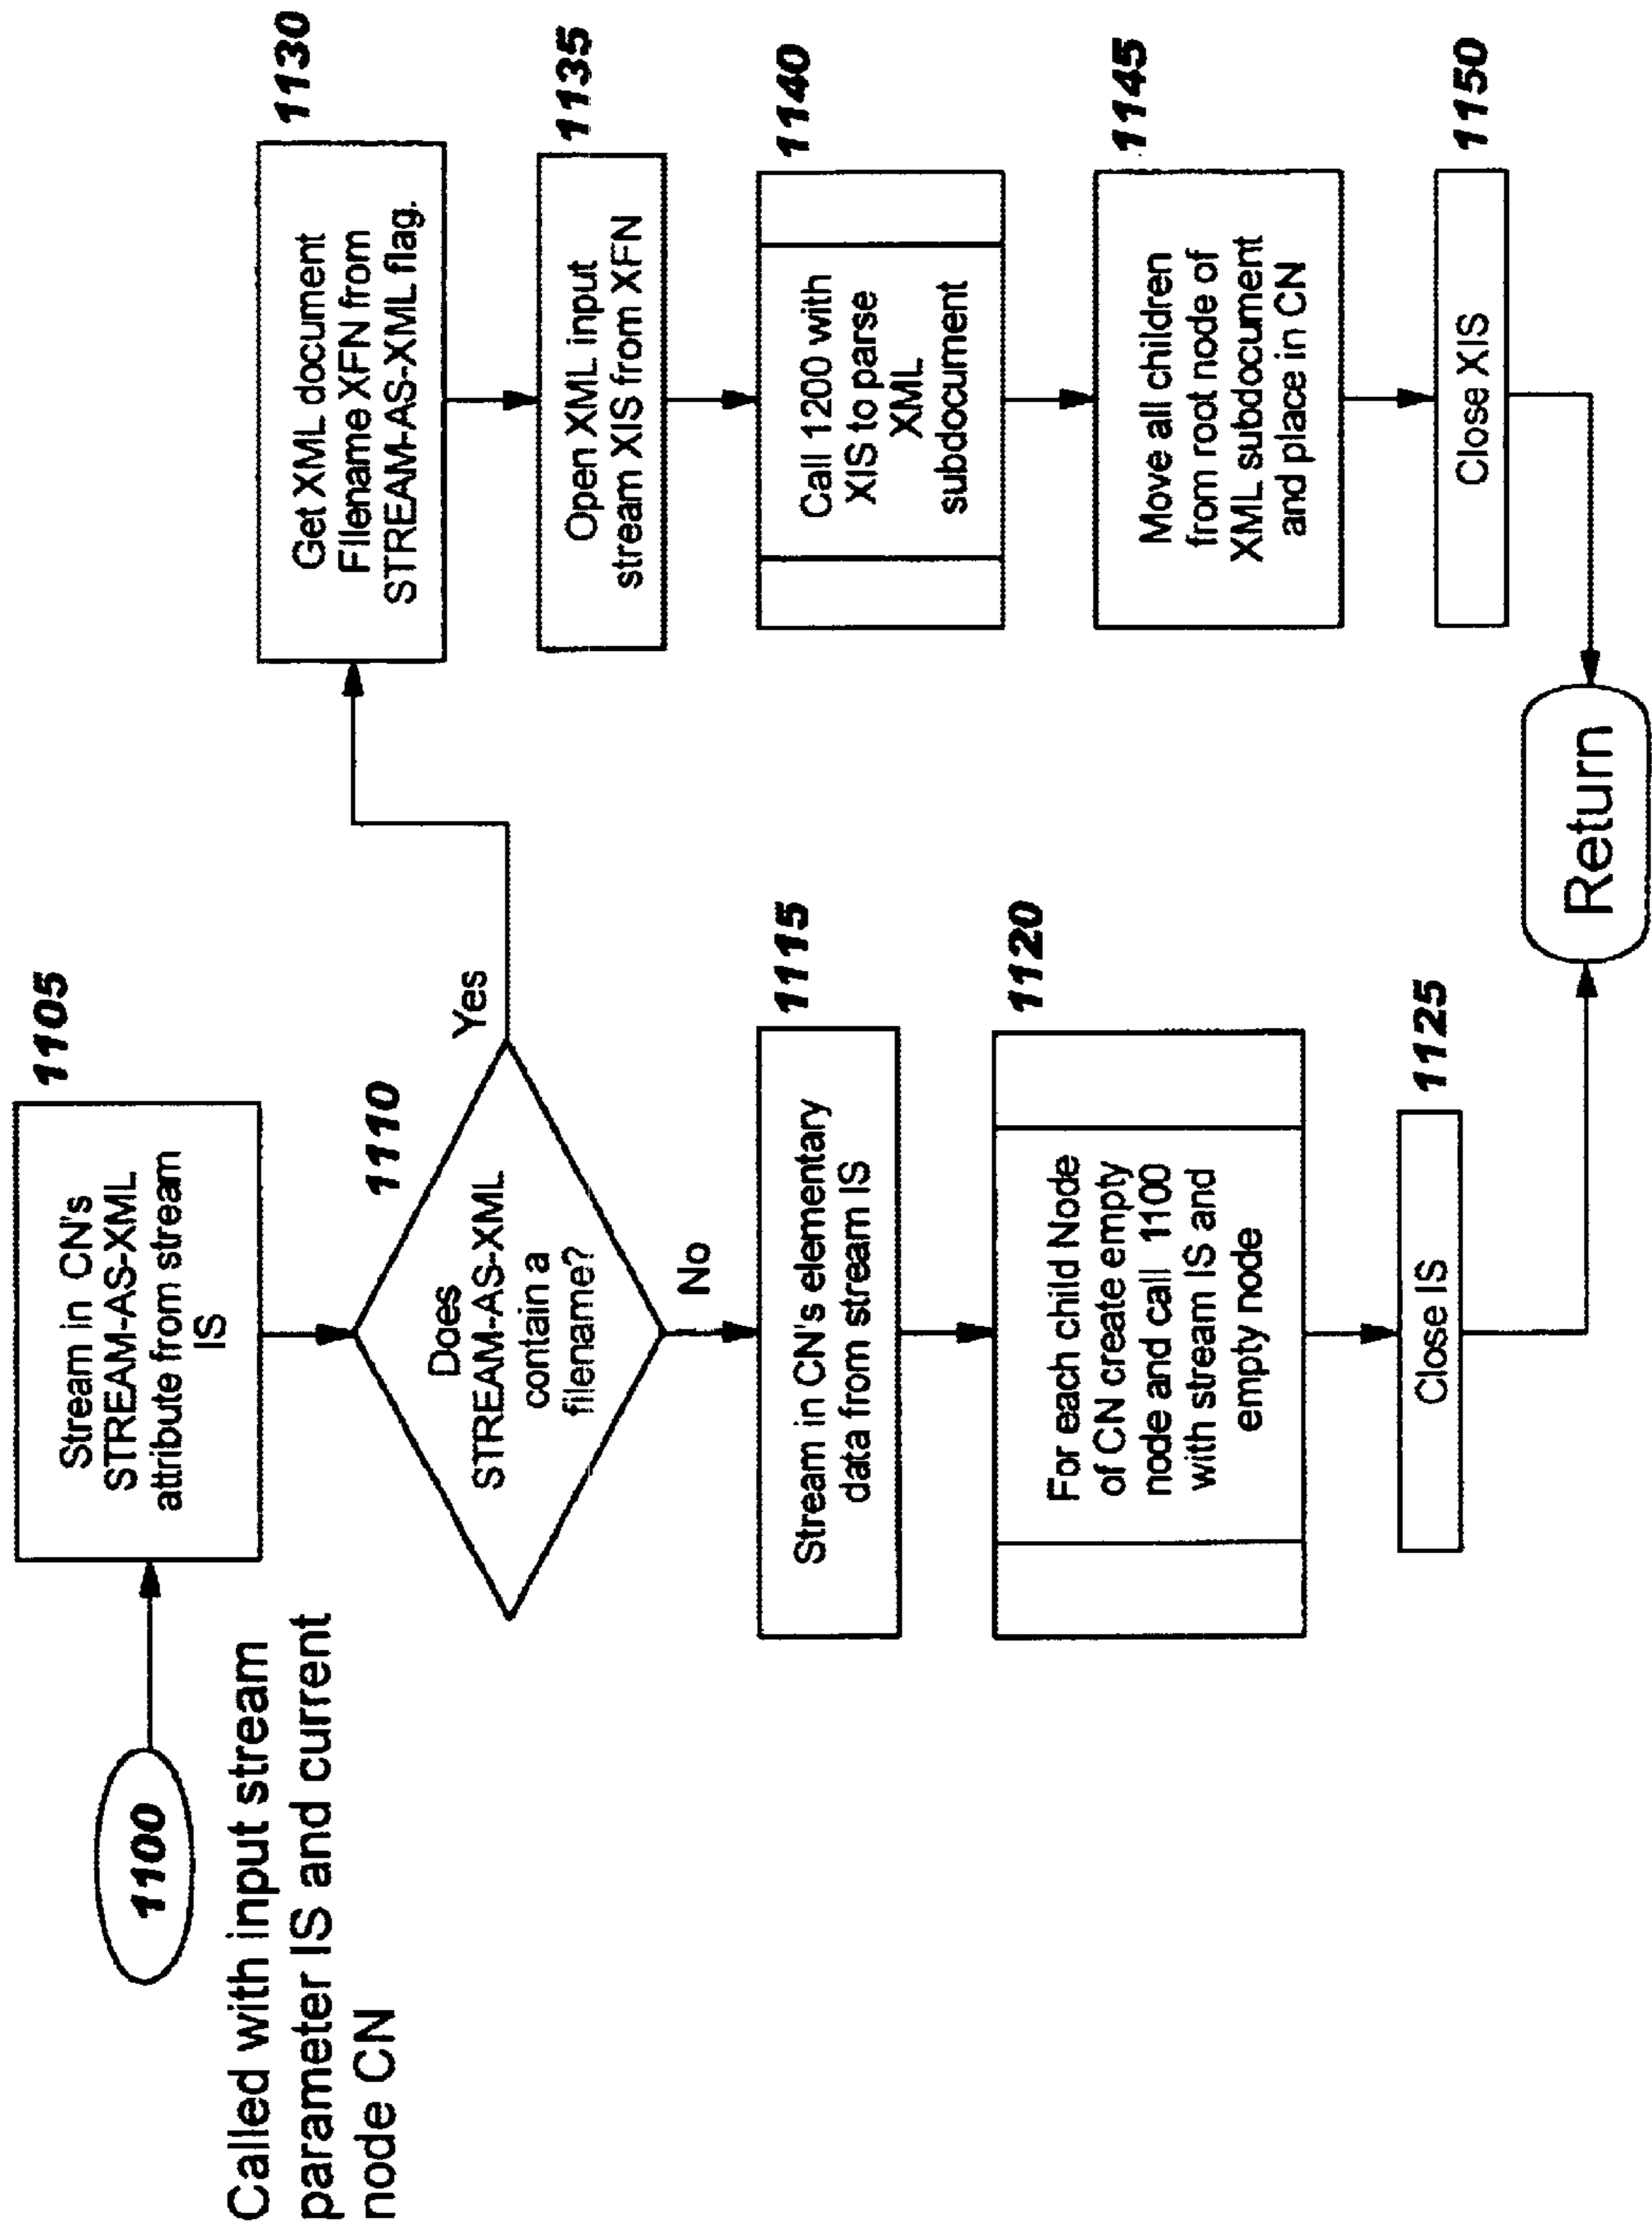 1100
Called with input stream
parameter IS and current
node CN
1105
Stream in CN's
STREAM-AS-XML
attribute from stream
IS
1110
Does
STREAM-AS-XML
contain a
filename?
Yes
No
1115
Stream in CN's elementary
data from stream IS
1120
For each child Node
of CN create empty
node and call 1100
with stream IS and
empty node
1125
Close IS
1130
Get XML document
Filename XFN from
STREAM-AS-XML flag.
1135
Open XML input
stream XIS from XFN
1140
Call 1200 with
XIS to parse
XML
subdocument
1145
Move all children
from root node of
XML subdocument
and place in CN
1150
Close XIS
Return